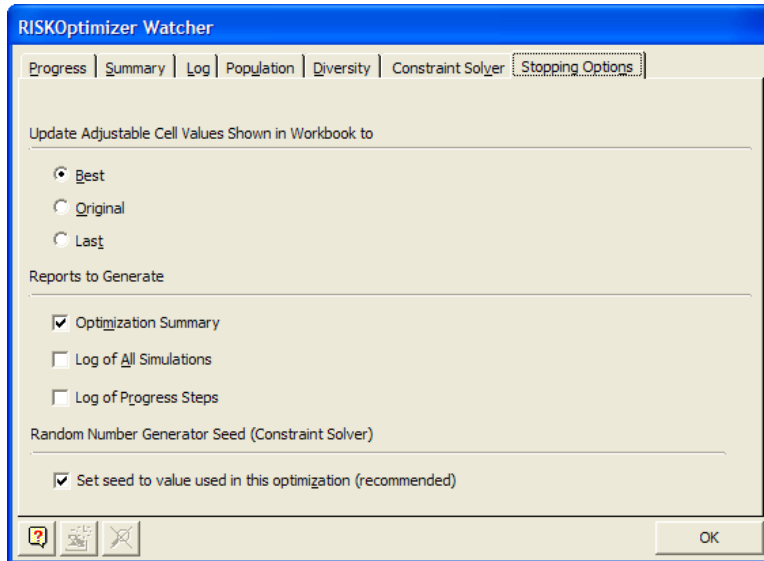 RISKOptimizer Watcher
Progress Summary Log Population Diversity Constraint Solver Stopping Options
Update Adjustable Cell Values Shown in Workbook to
Best
Original
Last
Reports to Generate
Optimization Summary
Log of All Simulations
Log of Progress Steps
Random Number Generator Seed (Constraint Solver)
Set seed to value used in this optimization (recommended)
? OK